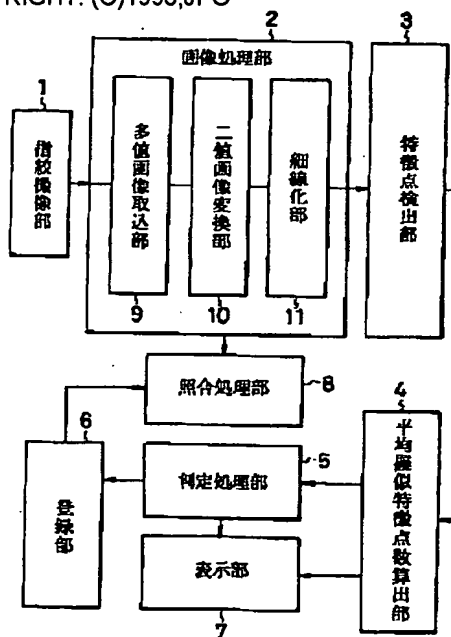 RIGHT: (C)1998,JPO
2
画像処理部
1
指紋撮像部
多値画像取込部
9
二値画像変換部
10
細線化部
11
3
特徴点検出部
照合処理部
8
6
登録部
判定処理部
5
表示部
7
4
平均擬似特徴点数算出部